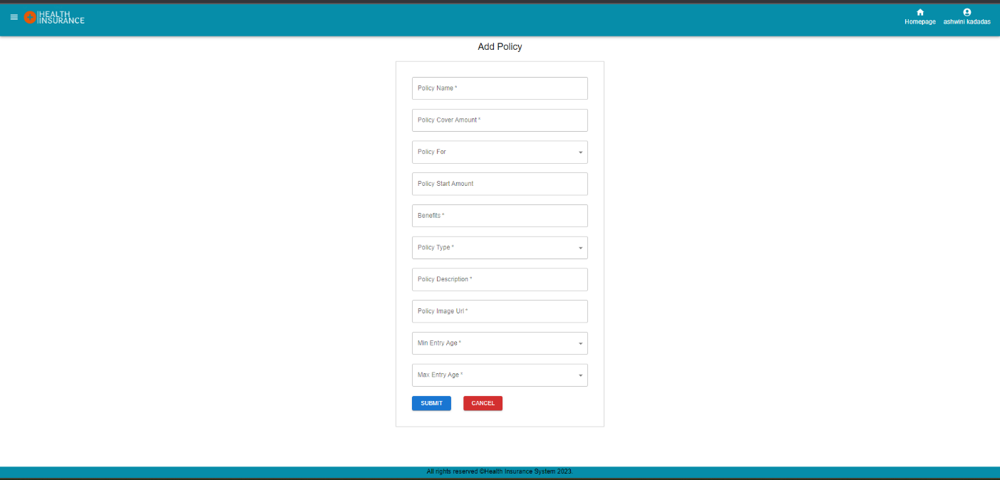 HEALTH
INSURANCE
Homepage
ashwini kadadas
Add Policy
Policy Name *
Policy Cover Amount *
Policy For
Policy Start Amount
Benefits *
Policy Type *
Policy Description *
Policy Image Url *
Min Entry Age *
Max Entry Age *
SUBMIT CANCEL
All rights reserved ©Health Insurance System 2023.